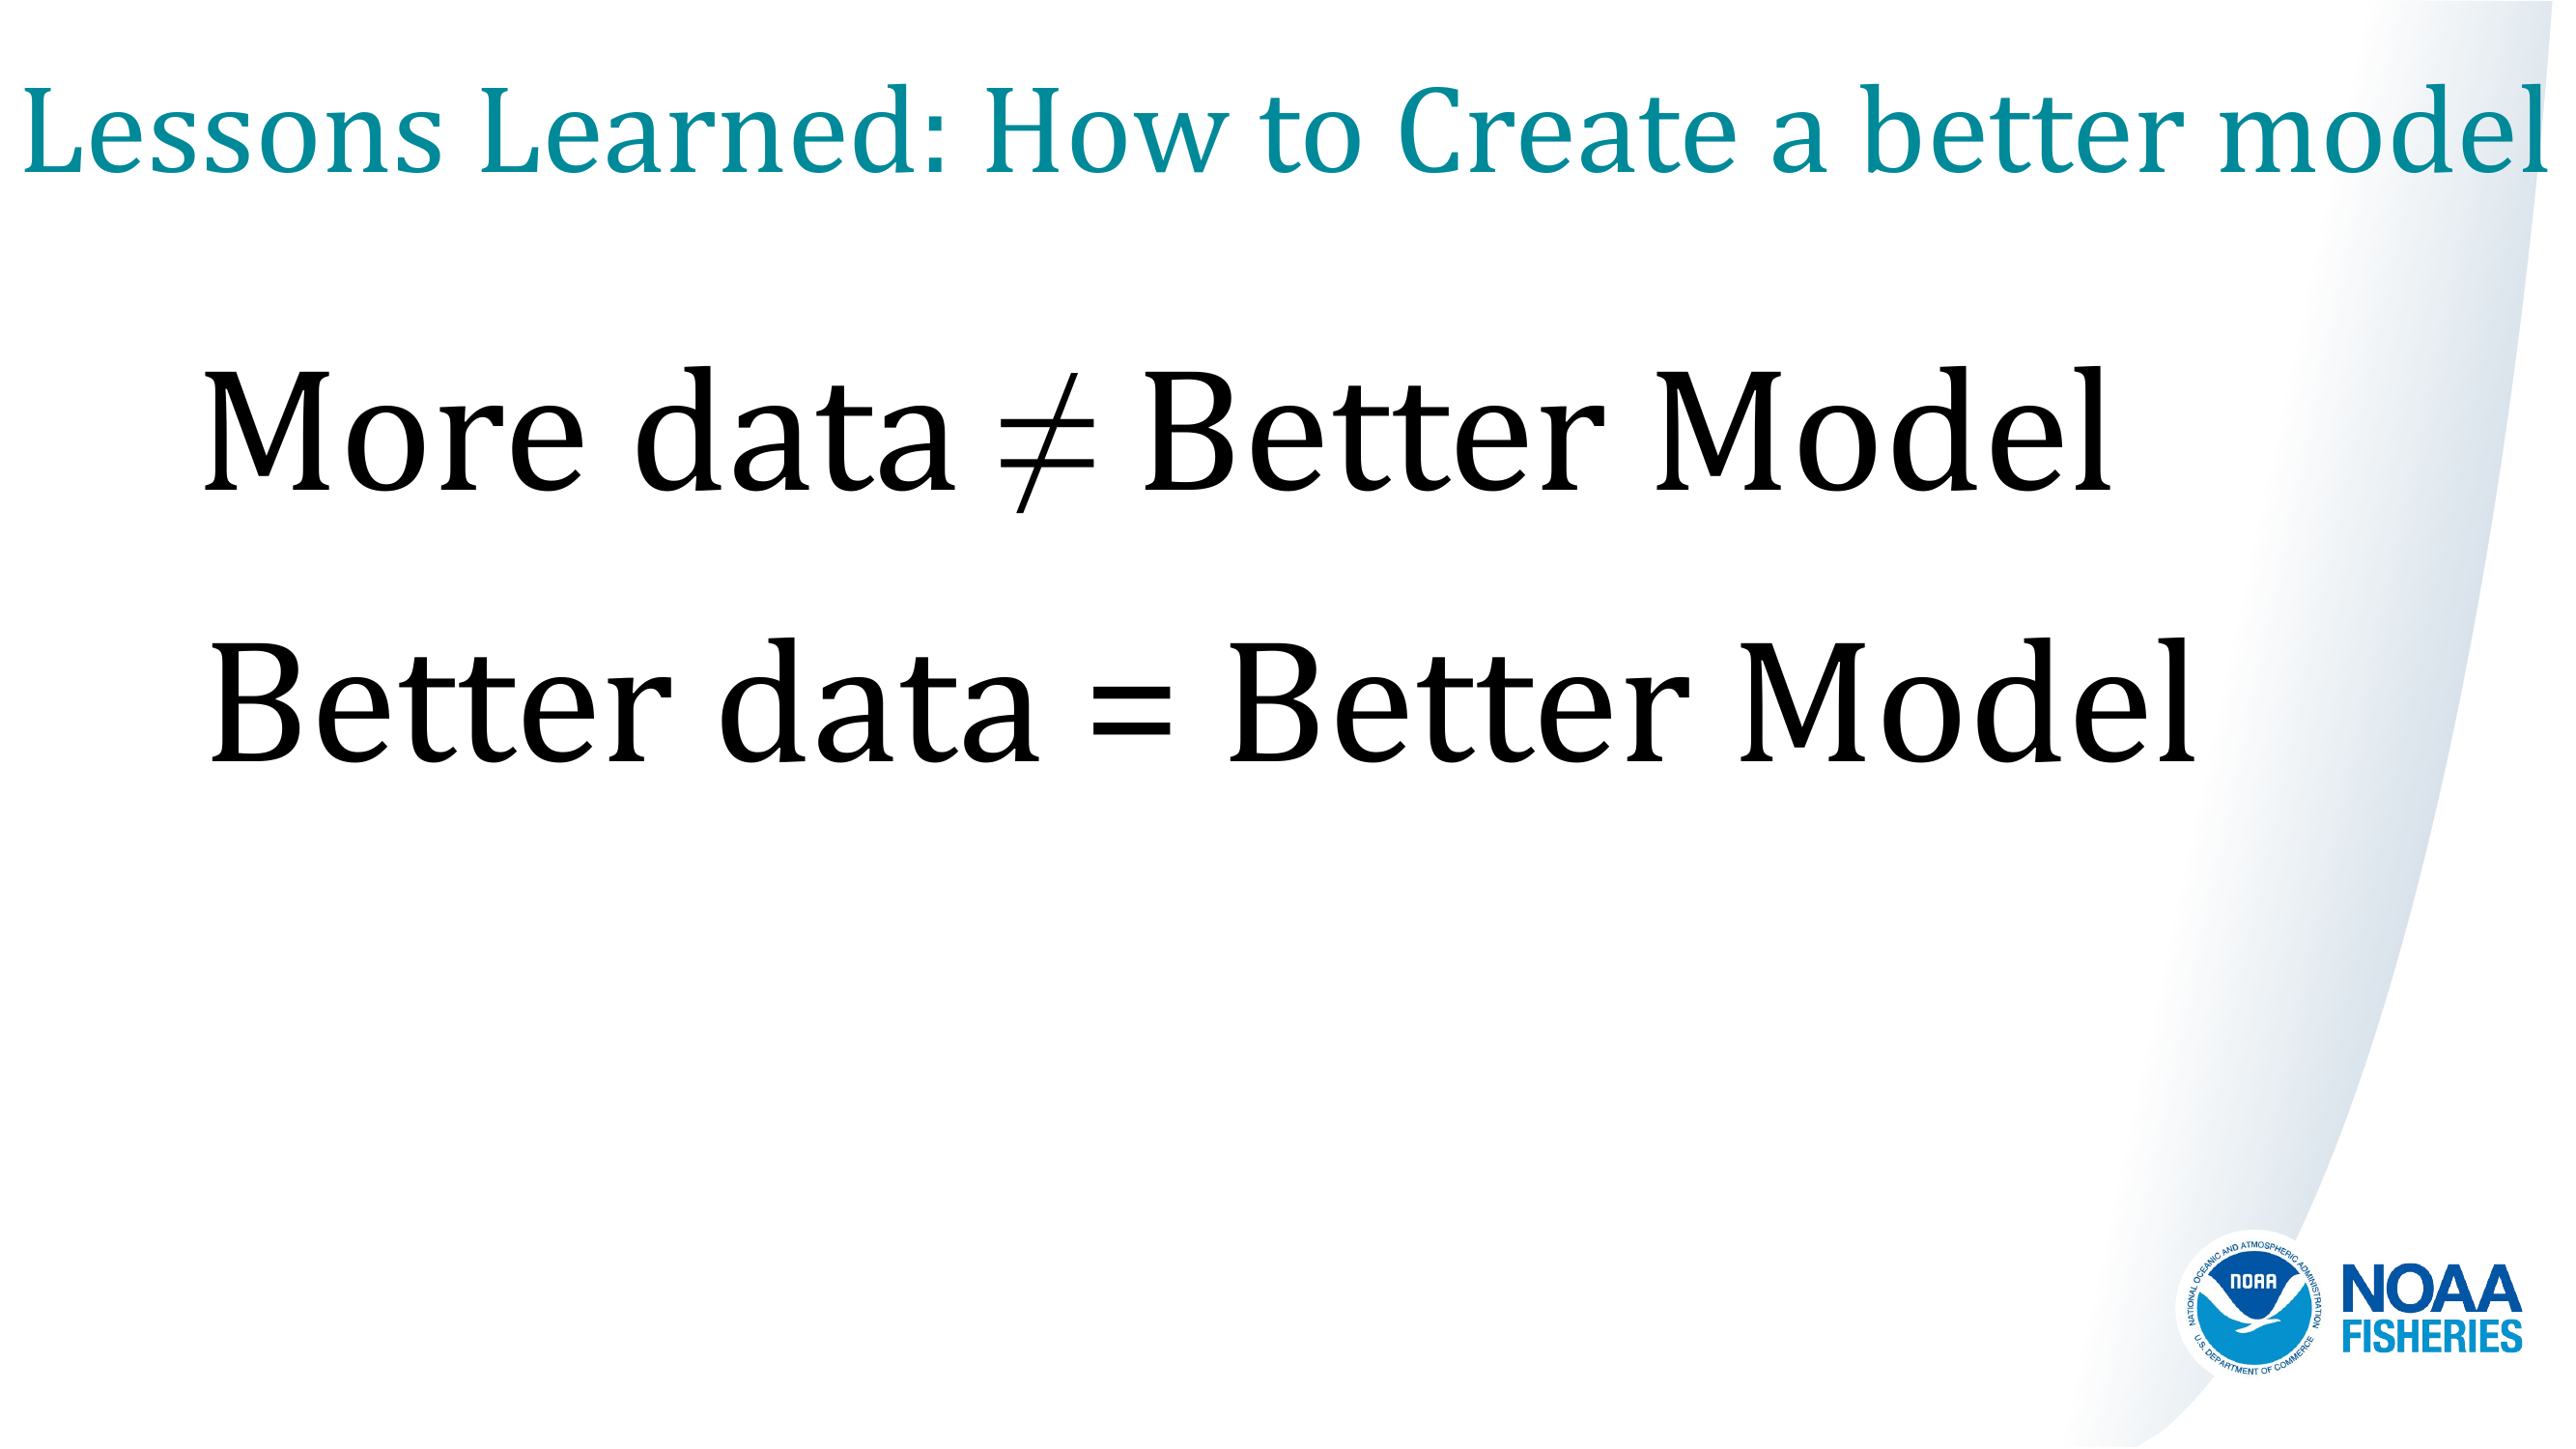 Lessons Learned: How to Create a better model
More data ≠ Better Model
Better data = Better Model
NATIONAL OCEANIC AND ATMOSPHERIC ADMINISTRATION
NOAA
U.S. DEPARTMENT OF COMMERCE
NOAA
FISHERIES